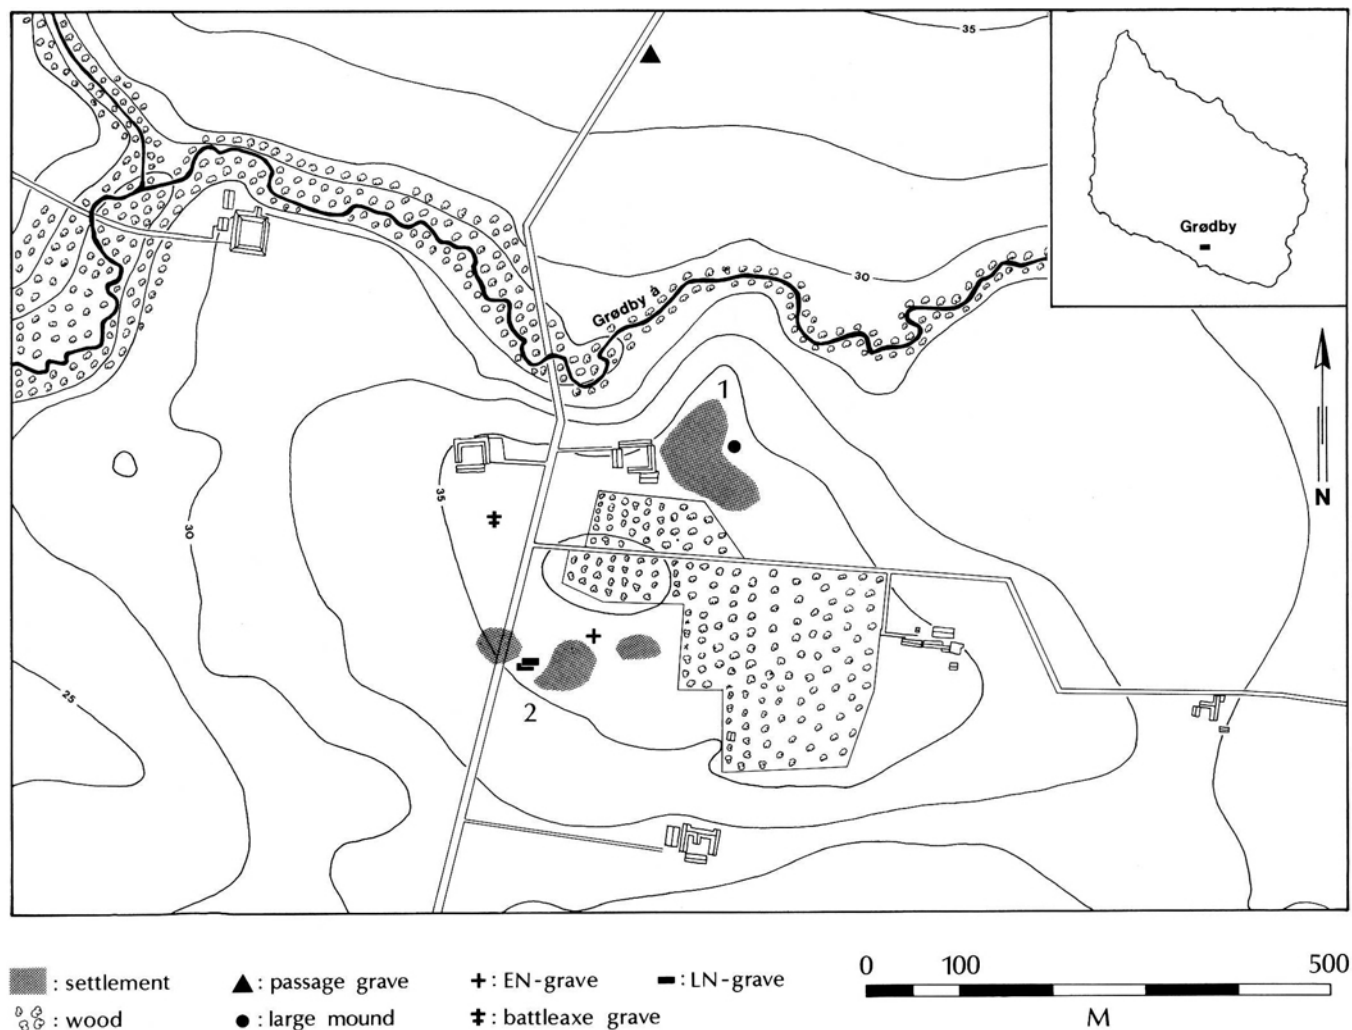 35
Grødby
Grødby å
30
N
1
35
30
2
25
: settlement
: passage grave
: EN-grave
: LN-grave
0 100 500
: wood
: large mound
: battleaxe grave
M